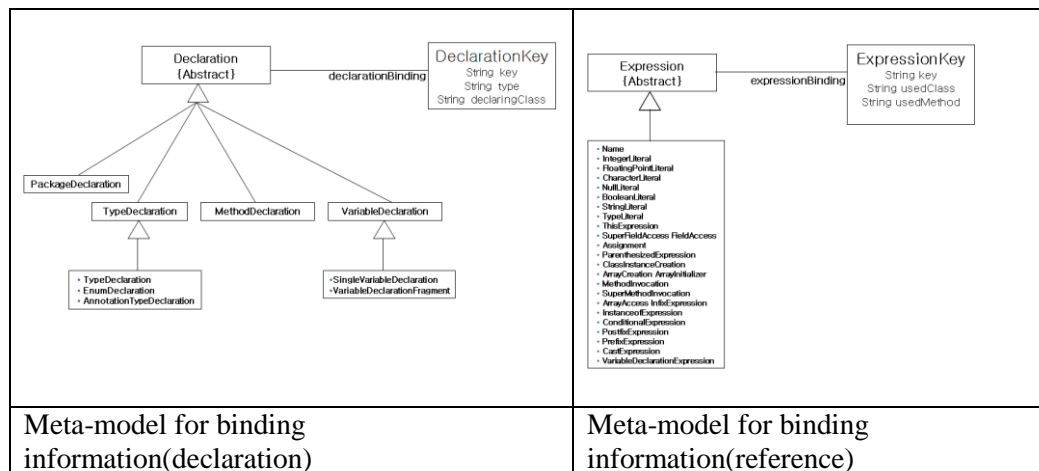 Declaration
{Abstract}
declarationBinding
DeclarationKey
String key
String type
String declaringClass
PackageDeclaration
TypeDeclaration
MethodDeclaration
VariableDeclaration
• TypeDeclaration
• EnumDeclaration
• AnnotationTypeDeclaration
•SingleVariableDeclaration
•VariableDeclarationFragment
Expression
{Abstract}
expressionBinding
ExpressionKey
String key
String usedClass
String usedMethod
• Name
• IntegerLiteral
• FloatingPointLiteral
• CharacterLiteral
• NullLiteral
• BooleanLiteral
• StringLiteral
• TypeLiteral
• ThisExpression
• SuperFieldAccess FieldAccess
• Assignment
• ParenthesizedExpression
• ClassInstanceCreation
• ArrayCreation ArrayInitializer
• MethodInvocation
• SuperMethodInvocation
• ArrayAccess InfixExpression
• InstanceofExpression
• ConditionalExpression
• PostfixExpression
• PrefixExpression
• CastExpression
• VariableDeclarationExpression
Meta-model for binding
information(declaration)
Meta-model for binding
information(reference)